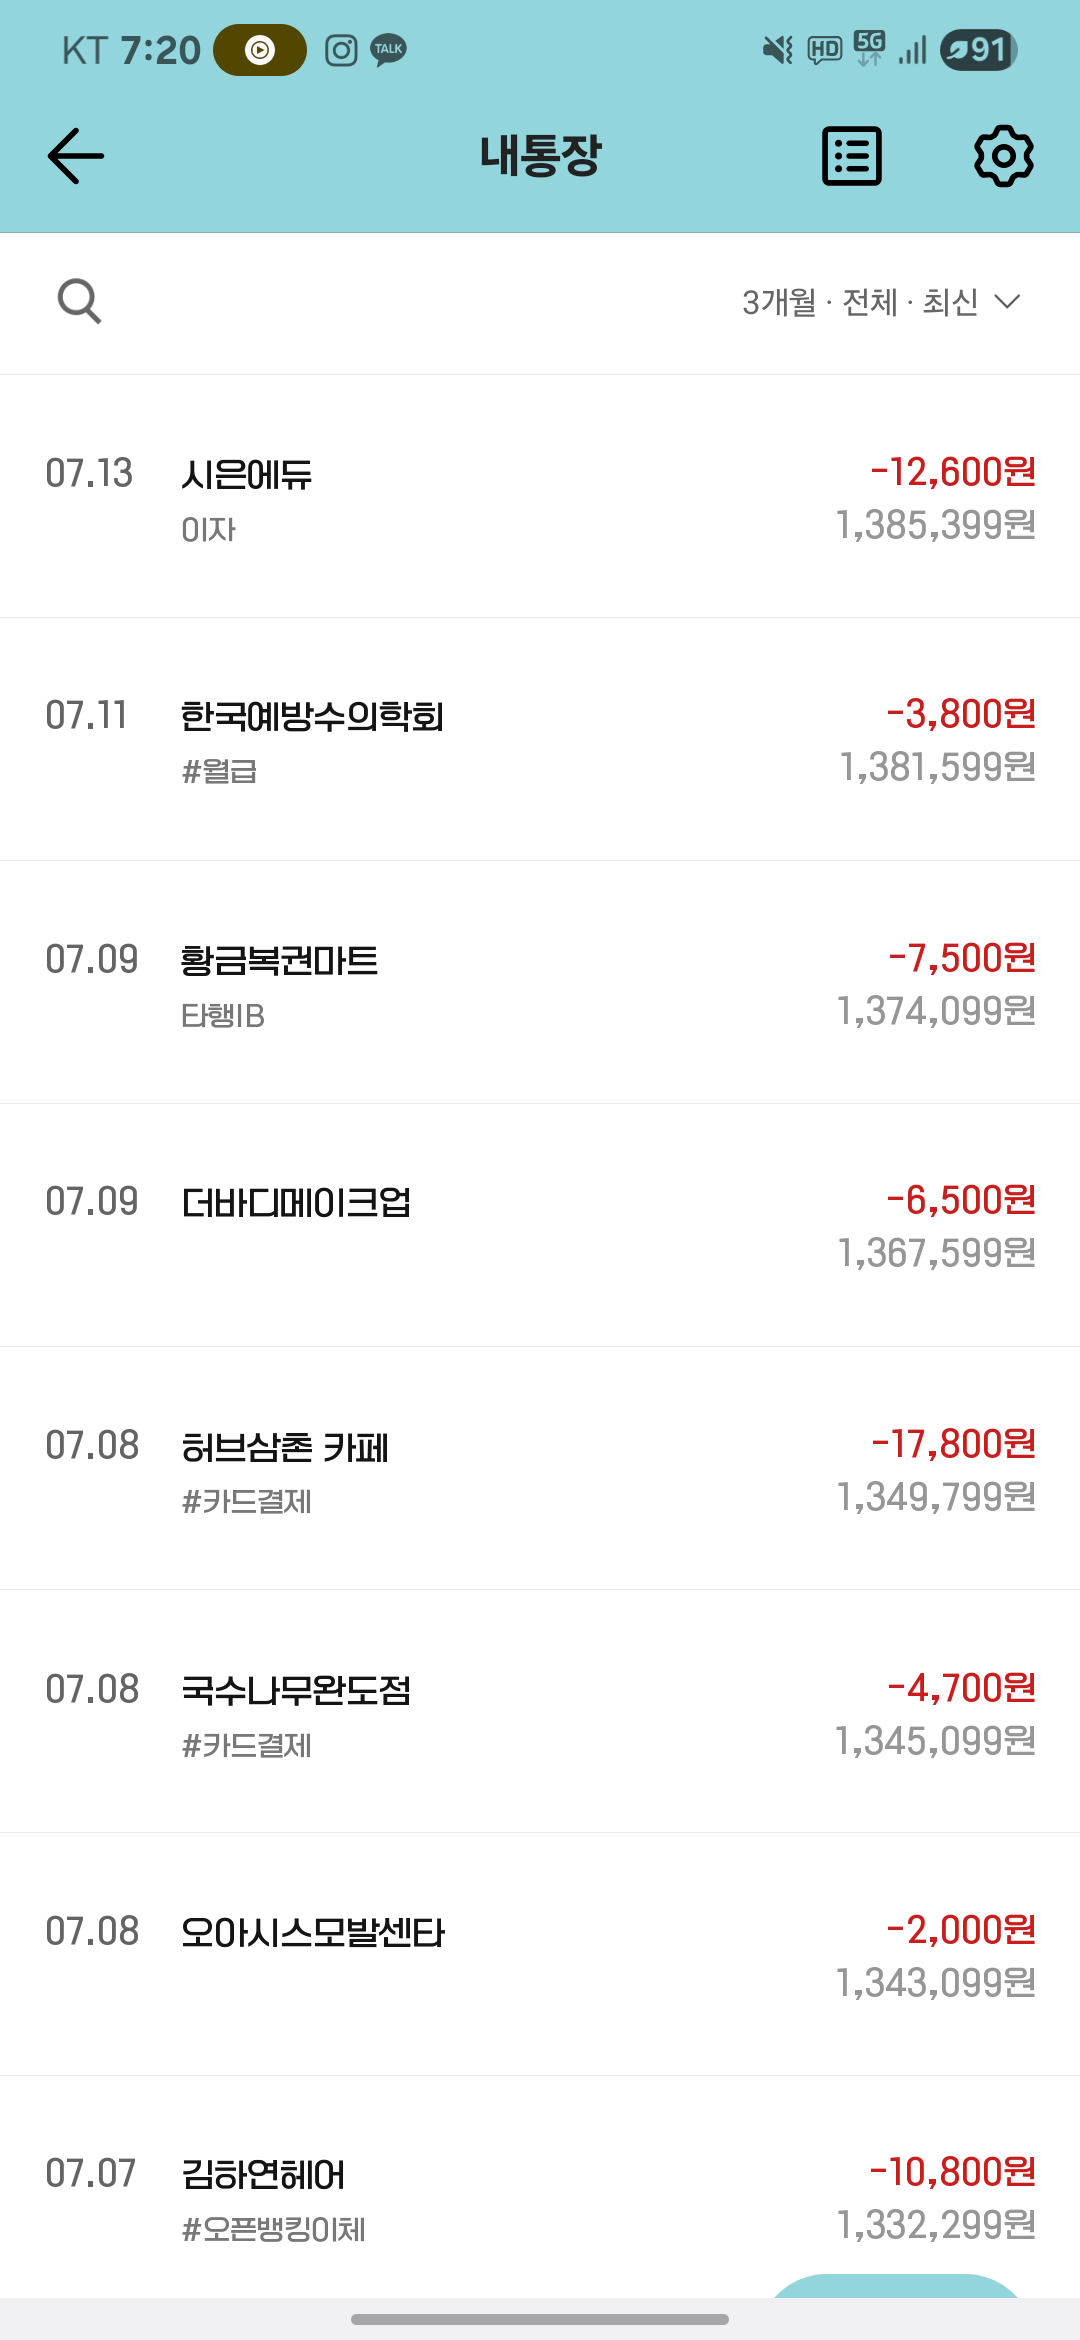 KT 7:20 TALK HD 5G 91
내통장
3개월 · 전체 · 최신
07.13 시은에듀 -12,600원
이자 1,385,399원
07.11 한국예방수의학회 -3,800원
#월급 1,381,599원
07.09 황금복권마트 -7,500원
타행IB 1,374,099원
07.09 더바디메이크업 -6,500원
1,367,599원
07.08 허브삼촌 카페 -17,800원
#카드결제 1,349,799원
07.08 국수나무완도점 -4,700원
#카드결제 1,345,099원
07.08 오아시스모발센타 -2,000원
1,343,099원
07.07 김하연헤어 -10,800원
#오픈뱅킹이체 1,332,299원